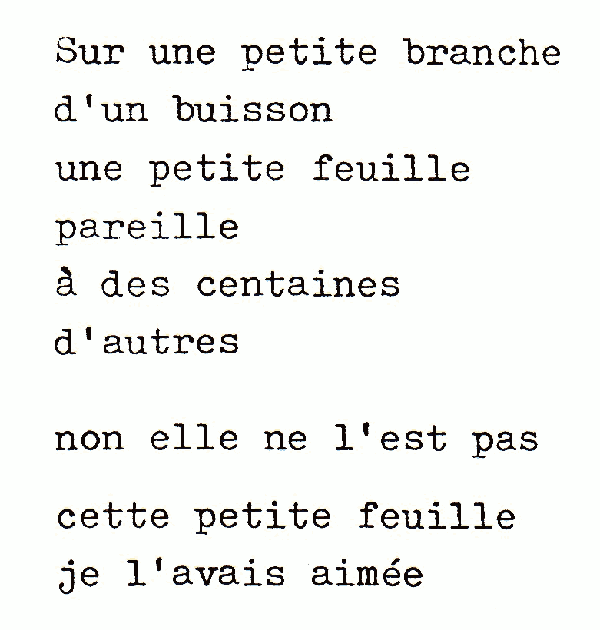 Sur une petite branche
d'un buisson
une petite feuille
pareille
à des centaines
d'autres
non elle ne l'est pas
cette petite feuille
je l'avais aimée